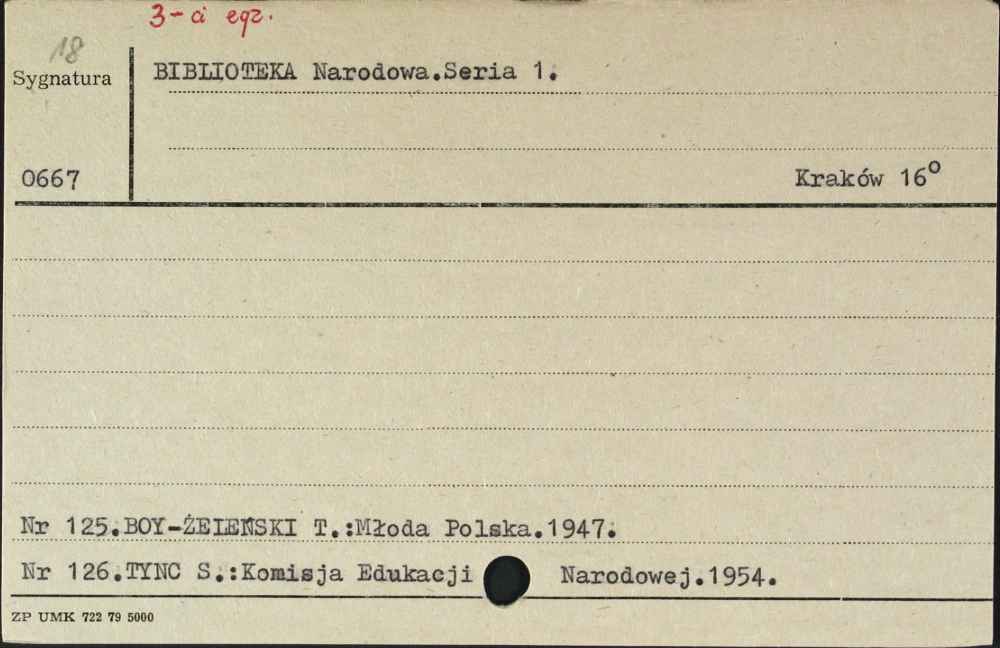 3-ci egz.
18
Sygnatura
BIBLIOTEKA Narodowa.Seria 1.
0667
Kraków 16°
Nr 125.BOY-ŻEIEŃSKI T.:Młoda Polska.1947.
Nr 126.TYNC S.:Komisja Edukacji Narodowej.1954.
ZP UMK 722 79 5000